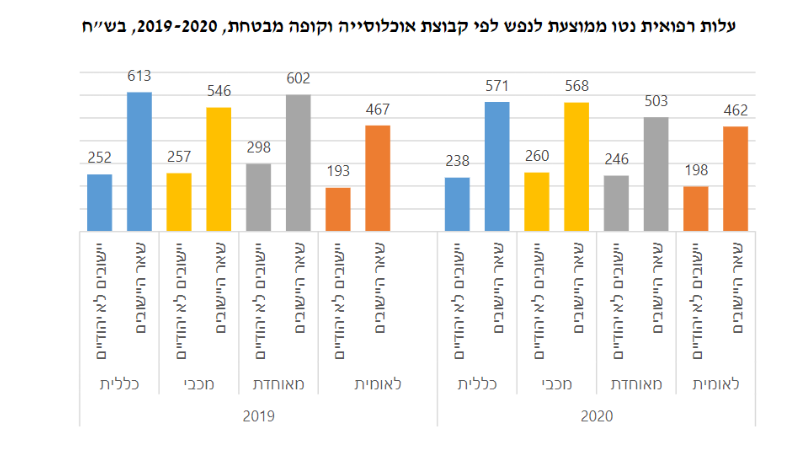 עלות רפואית נטו ממוצעת לנפש לפי קבוצת אוכלוסייה וקופה מבטחת, 2019-2020, בש״ח
252 613 257 546 298 602 193 467 238 571 260 568 246 503 198 462
יישובים לא יהודיים שאר היישובים יישובים לא יהודיים שאר היישובים יישובים לא יהודיים שאר היישובים יישובים לא יהודיים שאר היישובים יישובים לא יהודיים שאר היישובים יישובים לא יהודיים שאר היישובים יישובים לא יהודיים שאר היישובים יישובים לא יהודיים שאר היישובים
כללית מכבי מאוחדת לאומית כללית מכבי מאוחדת לאומית
2019 2020